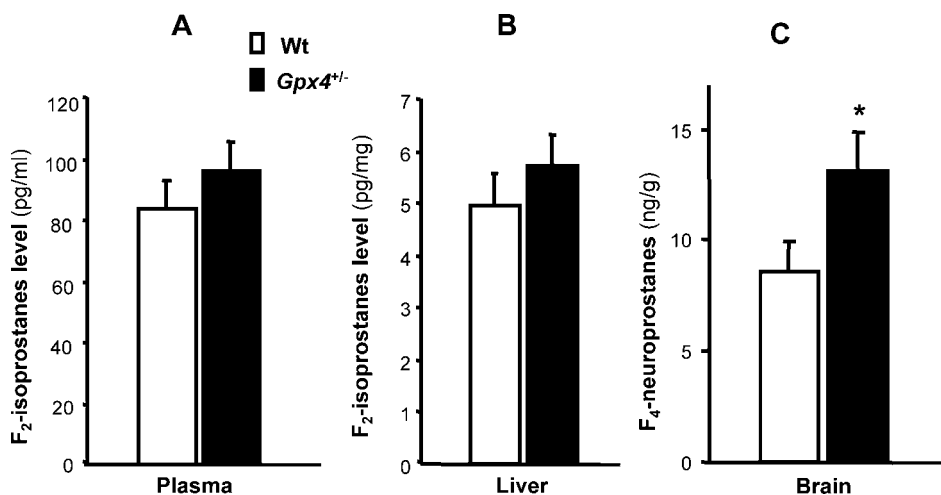 A
B
C
Wt
Gpx4+/-
F2-isoprostanes level (pg/ml)
120
100
80
60
40
20
0
Plasma
F2-isoprostanes level (pg/mg)
7
6
5
4
3
2
1
0
Liver
F4-neuroprostanes (ng/g)
15
10
5
0
*
Brain